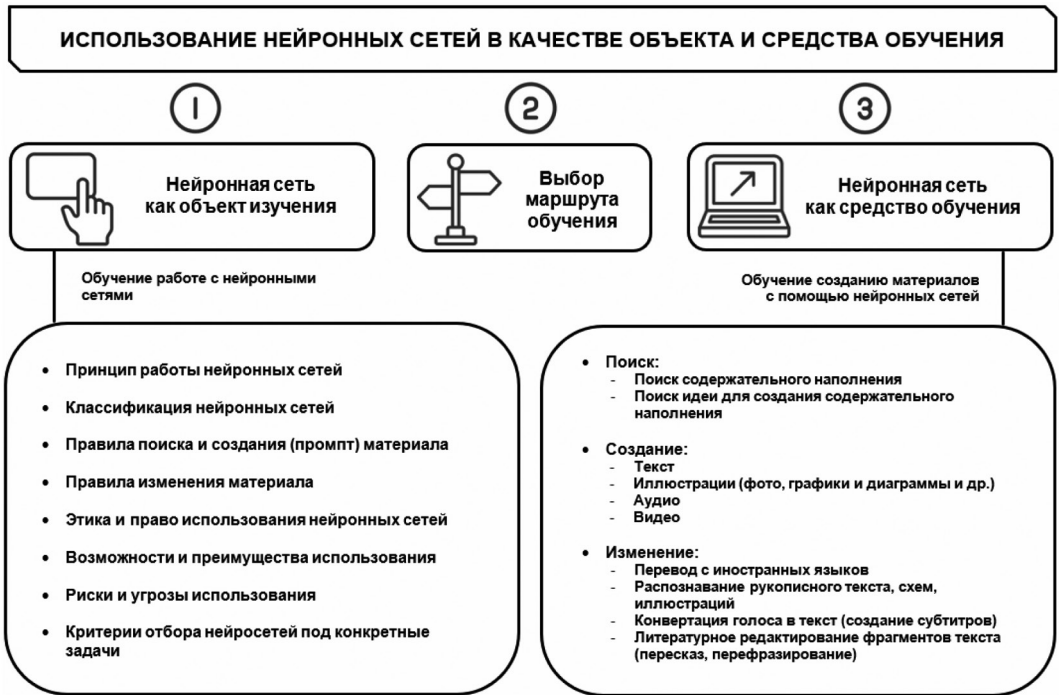 ИСПОЛЬЗОВАНИЕ НЕЙРОННЫХ СЕТЕЙ В КАЧЕСТВЕ ОБЪЕКТА И СРЕДСТВА ОБУЧЕНИЯ
1
Нейронная сеть
как объект изучения
2
Выбор
маршрута
обучения
3
Нейронная сеть
как средство обучения
Обучение работе с нейронными
сетями
Обучение созданию материалов
с помощью нейронных сетей
• Принцип работы нейронных сетей
• Классификация нейронных сетей
• Правила поиска и создания (промпт) материала
• Правила изменения материала
• Этика и право использования нейронных сетей
• Возможности и преимущества использования
• Риски и угрозы использования
• Критерии отбора нейросетей под конкретные
задачи
• Поиск:
- Поиск содержательного наполнения
- Поиск идеи для создания содержательного
наполнения
• Создание:
- Текст
- Иллюстрации (фото, графики и диаграммы и др.)
- Аудио
- Видео
• Изменение:
- Перевод с иностранных языков
- Распознавание рукописного текста, схем,
иллюстраций
- Конвертация голоса в текст (создание субтитров)
- Литературное редактирование фрагментов текста
(пересказ, перефразирование)